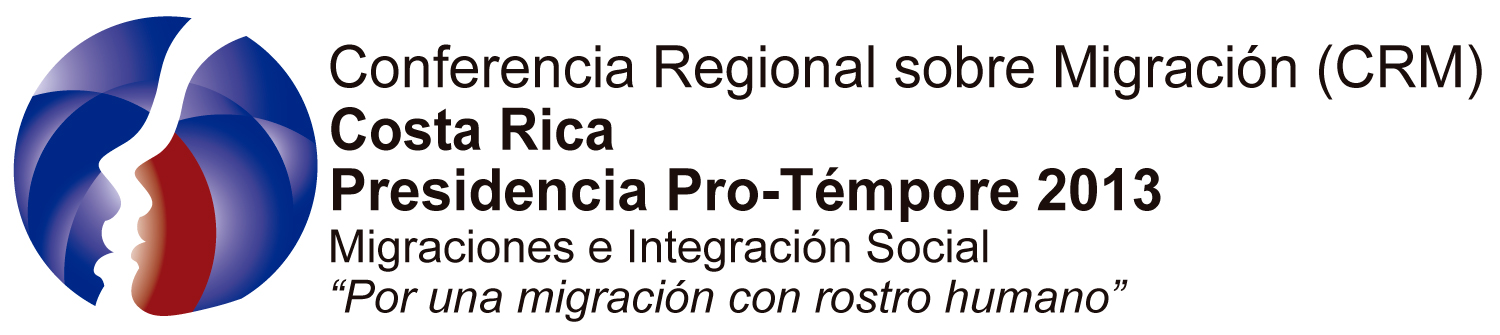 Conferencia Regional sobre Migración (CRM)
Costa Rica
Presidencia Pro-Témpore 2013
Migraciones e Integración Social
“Por una migración con rostro humano”